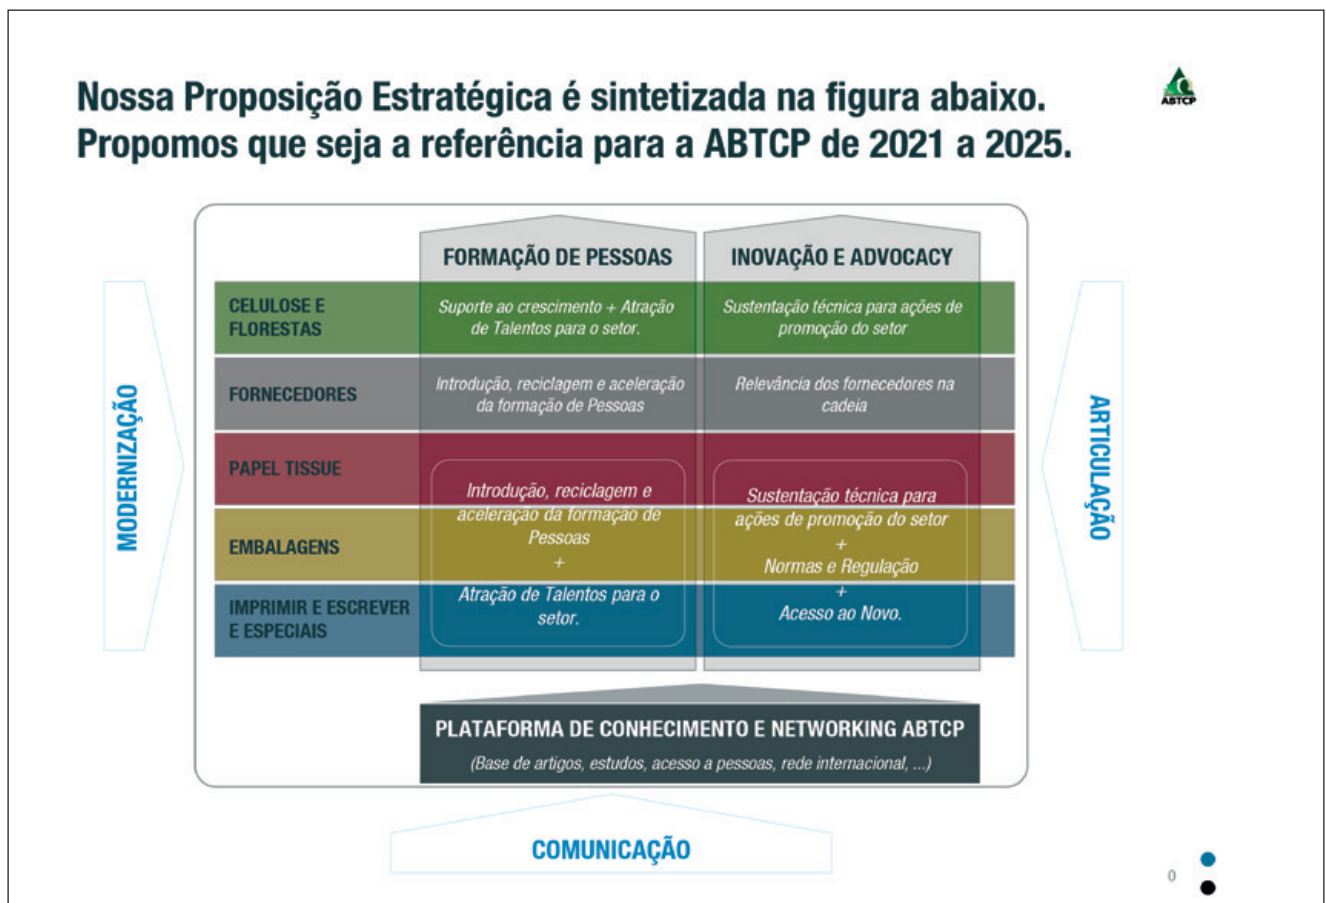 Nossa Proposição Estratégica é sintetizada na figura abaixo.
Propomos que seja a referência para a ABTCP de 2021 a 2025.
ABTCP
FORMAÇÃO DE PESSOAS
INOVAÇÃO E ADVOCACY
CELULOSE E
FLORESTAS
Suporte ao crescimento + Atração
de Talentos para o setor.
Sustentação técnica para ações de
promoção do setor
FORNECEDORES
Introdução, reciclagem e aceleração
da formação de Pessoas
Relevância dos fornecedores na
cadeia
PAPEL TISSUE
EMBALAGENS
IMPRIMIR E ESCREVER
E ESPECIAIS
Introdução, reciclagem e
aceleração da formação de
Pessoas
+
Atração de Talentos para o
setor.
Sustentação técnica para
ações de promoção do setor
+
Normas e Regulação
+
Acesso ao Novo.
MODERNIZAÇÃO
ARTICULAÇÃO
PLATAFORMA DE CONHECIMENTO E NETWORKING ABTCP
(Base de artigos, estudos, acesso a pessoas, rede internacional, ...)
COMUNICAÇÃO
0